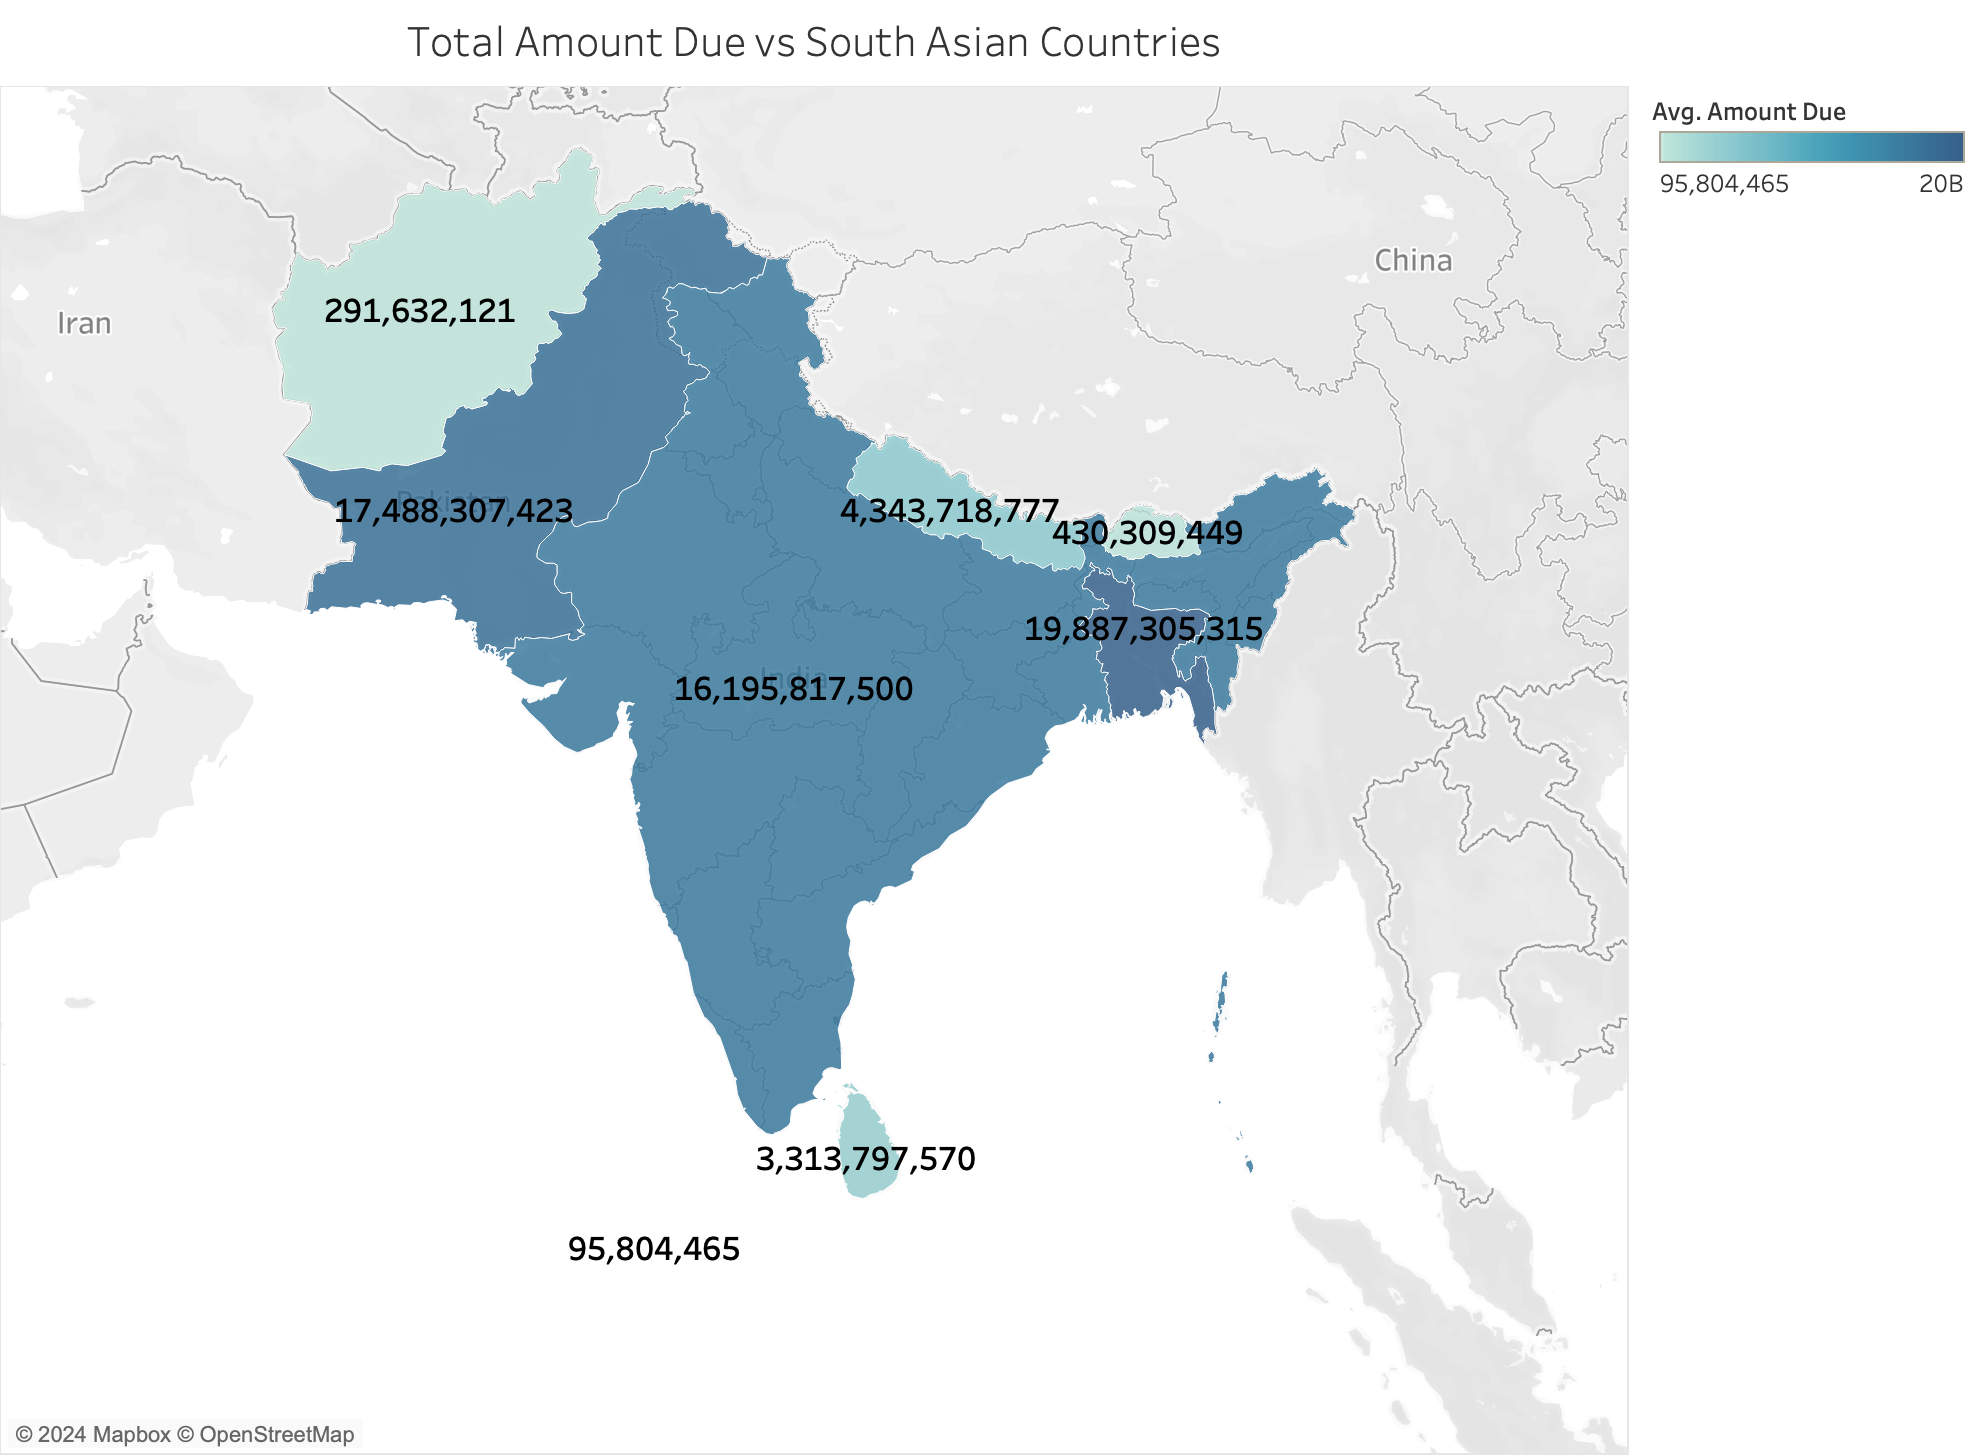 Total Amount Due vs South Asian Countries
Avg. Amount Due
95,804,465 20B
China
Iran
291,632,121
Pakistan
17,488,307,423
4,343,718,777
430,309,449
19,887,305,315
India
16,195,817,500
3,313,797,570
95,804,465
© 2024 Mapbox © OpenStreetMap